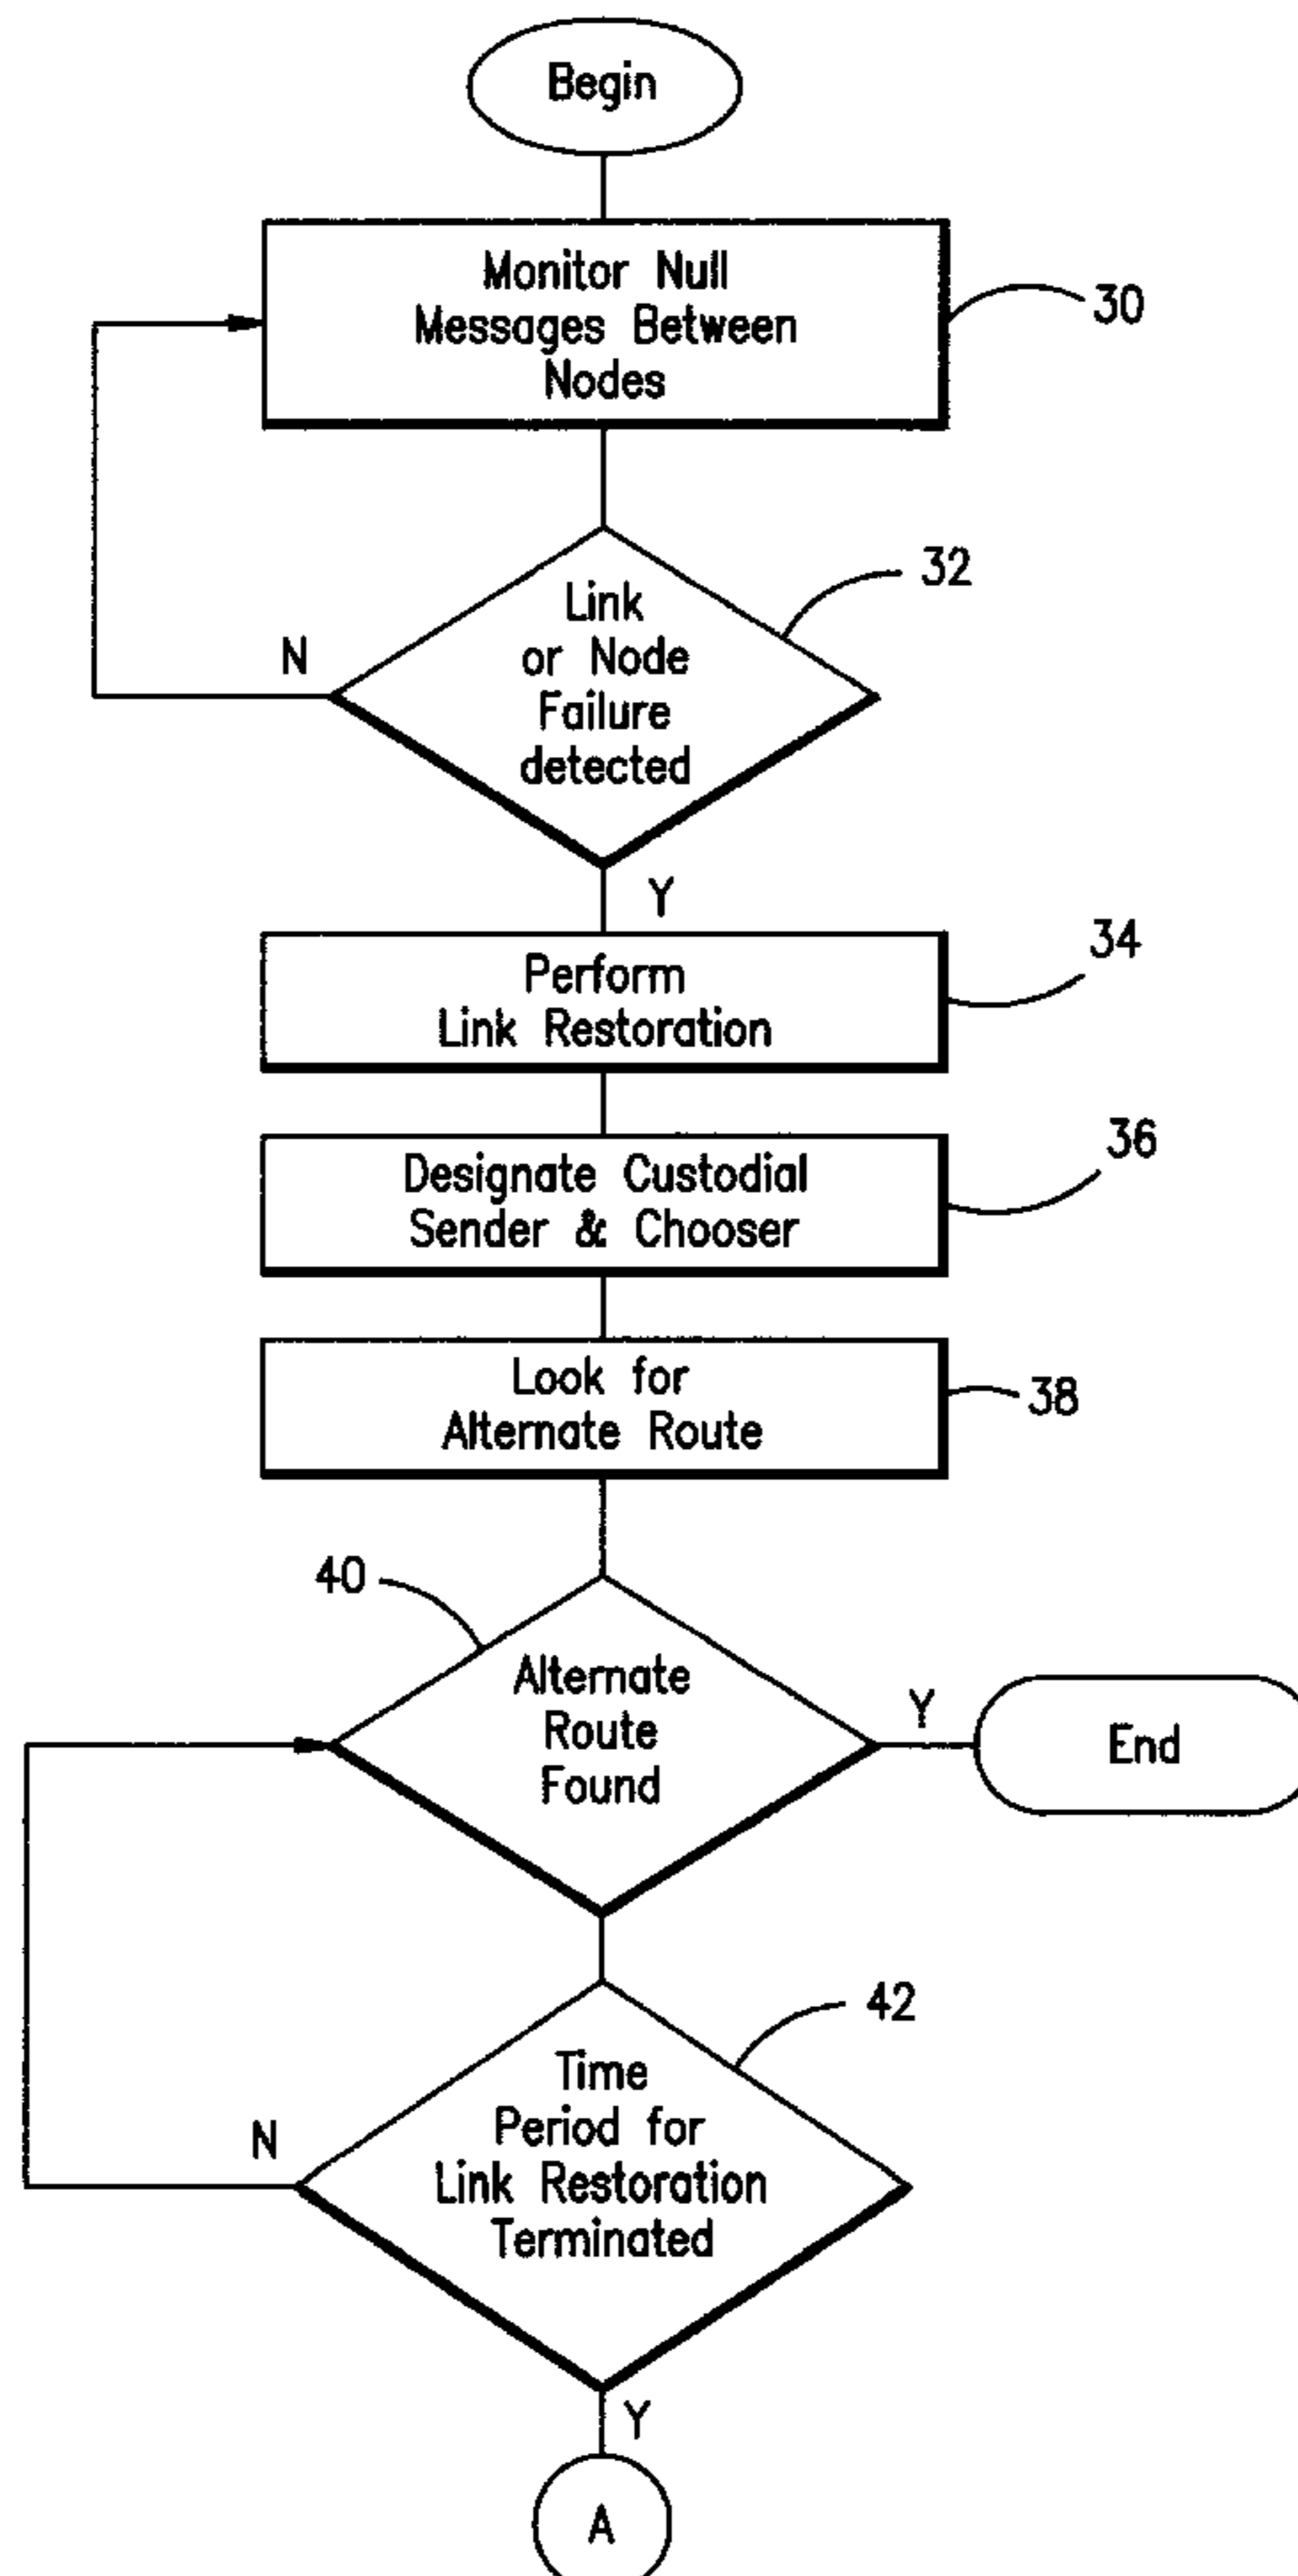 Begin
Monitor Null
Messages Between
Nodes
30
Link
or Node
Failure
detected
32
N
Y
Perform
Link Restoration
34
Designate Custodial
Sender & Chooser
36
Look for
Alternate Route
38
40
Alternate
Route
Found
Y
End
42
Time
Period for
Link Restoration
Terminated
N
Y
A